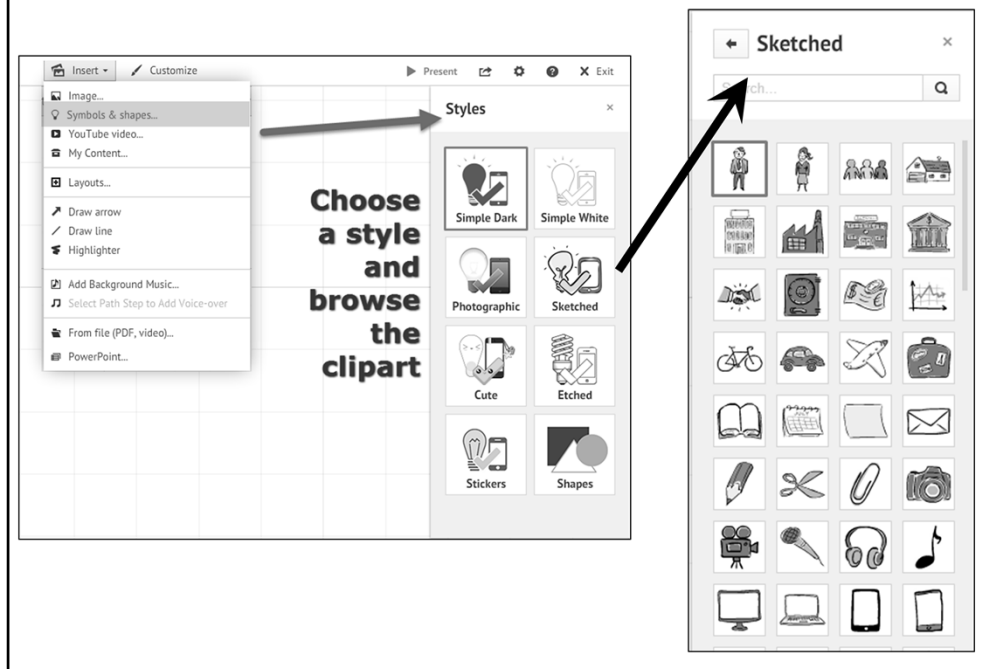 Insert
Customize
Present
Exit
Image...
Symbols & shapes...
YouTube video...
My Content...
Layouts...
Draw arrow
Draw line
Highlighter
Add Background Music...
Select Path Step to Add Voice-over
From file (PDF, video)...
PowerPoint...
Choose
a style
and
browse
the
clipart
Styles
×
Simple Dark
Simple White
Photographic
Sketched
Cute
Etched
Stickers
Shapes
Sketched
×
Search...
JULY